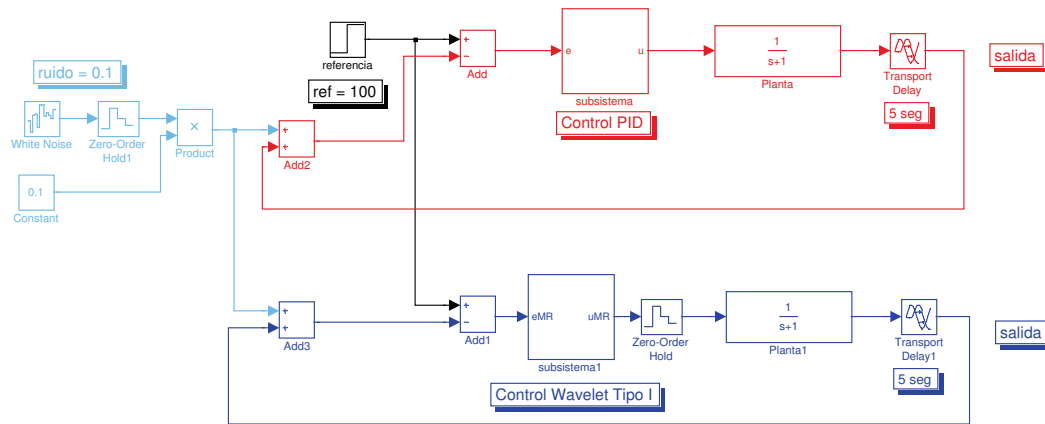 ruido = 0.1
White Noise
Zero-Order
Hold1
×
Product
0.1
Constant
referencia
ref = 100
+
−
Add
+
+
Add2
e
u
subsistema
Control PID
1
s+1
Planta
Transport
Delay
5 seg
salida
+
+
Add3
+
−
Add1
eMR
uMR
subsistema1
Control Wavelet Tipo I
Zero-Order
Hold
1
s+1
Planta1
Transport
Delay1
5 seg
salida